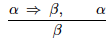 α ⇒ β, α
β